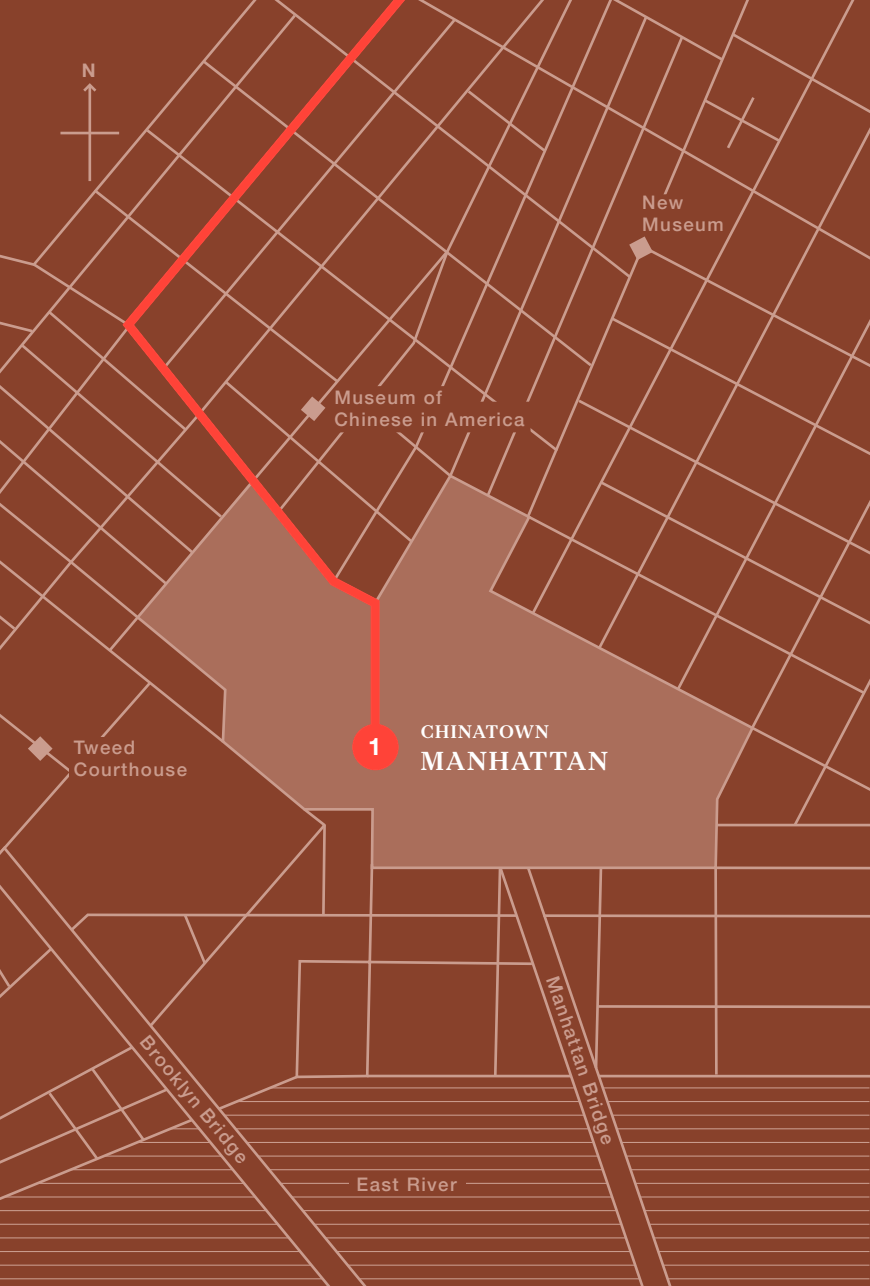 N
New
Museum
Museum of
Chinese in America
CHINATOWN
MANHATTAN
1
Tweed
Courthouse
Manhattan Bridge
Brooklyn Bridge
East River